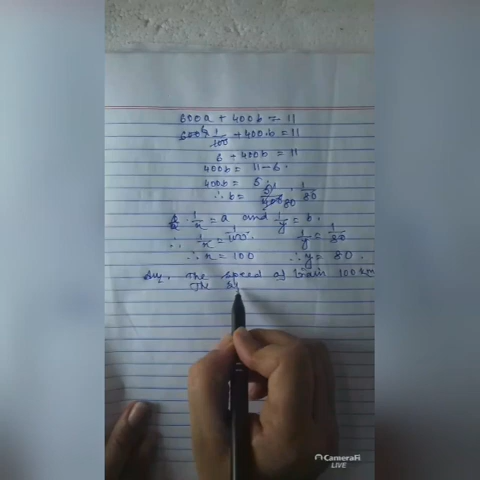 600a + 400b = 11
600 × 1/100 + 400b = 11
6 + 400b = 11
400b = 11 - 6.
400b = 5
∴ b = 5/400 80 . 1/80
1/x = a and 1/y = b.
∴ 1/x = 1/100. 1/y = 1/80
∴ x = 100 ∴ y = 80.
The speed of train 100 km
The s
CameraFi
LIVE